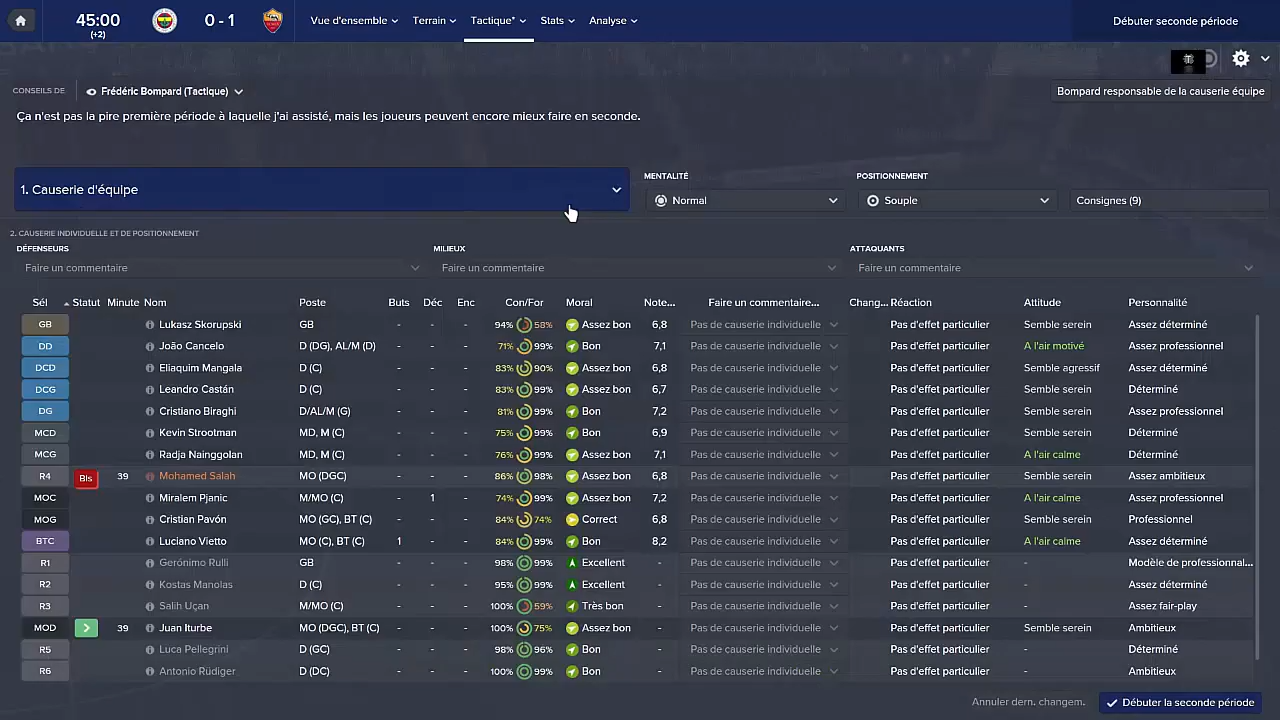 45:00 (+2) 0 - 1 Vue d'ensemble Terrain Tactique* Stats Analyse Débuter seconde période
CONSEILS DE Frédéric Bompard (Tactique) Bompard responsable de la causerie équipe
Ça n'est pas la pire première période à laquelle j'ai assisté, mais les joueurs peuvent encore mieux faire en seconde.
MENTALITÉ POSITIONNEMENT
1. Causerie d'équipe Normal Souple Consignes (9)
2. CAUSERIE INDIVIDUELLE ET DE POSITIONNEMENT
DÉFENSEURS MILIEUX ATTAQUANTS
Faire un commentaire Faire un commentaire Faire un commentaire
Sél Statut Minute Nom Poste Buts Déc Enc Con/For Moral Note... Faire un commentaire... Chang... Réaction Attitude Personnalité
GB Lukasz Skorupski GB - - - 94% 58% Assez bon 6,8 Pas de causerie individuelle Pas d'effet particulier Semble serein Assez déterminé
DD João Cancelo D (DG), AL/M (D) - - - 71% 99% Bon 7,1 Pas de causerie individuelle Pas d'effet particulier A l'air motivé Assez professionnel
DCD Eliaquim Mangala D (C) - - - 83% 90% Assez bon 6,8 Pas de causerie individuelle Pas d'effet particulier Semble agressif Assez déterminé
DCG Leandro Castán D (C) - - - 83% 99% Assez bon 6,7 Pas de causerie individuelle Pas d'effet particulier Semble serein Déterminé
DG Cristiano Biraghi D/AL/M (G) - - - 81% 99% Bon 7,2 Pas de causerie individuelle Pas d'effet particulier Semble serein Assez professionnel
MCD Kevin Strootman MD, M (C) - - - 75% 99% Bon 6,9 Pas de causerie individuelle Pas d'effet particulier Semble serein Déterminé
MCG Radja Nainggolan MD, M (C) - - - 76% 99% Assez bon 7,1 Pas de causerie individuelle Pas d'effet particulier A l'air calme Déterminé
R4 Bls 39 Mohamed Salah MO (DGC) - - - 86% 98% Assez bon 6,8 Pas de causerie individuelle Pas d'effet particulier Semble serein Assez ambitieux
MOC Miralem Pjanic M/MO (C) - 1 - 74% 99% Assez bon 7,2 Pas de causerie individuelle Pas d'effet particulier A l'air calme Assez professionnel
MOG Cristian Pavón MO (GC), BT (C) - - - 84% 74% Correct 6,8 Pas de causerie individuelle Pas d'effet particulier Semble serein Professionnel
BTC Luciano Vietto MO (C), BT (C) 1 - - 84% 99% Bon 8,2 Pas de causerie individuelle Pas d'effet particulier A l'air calme Assez déterminé
R1 Gerónimo Rulli GB - - - 98% 99% Excellent - Pas de causerie individuelle Pas d'effet particulier - Modèle de professionnal...
R2 Kostas Manolas D (C) - - - 95% 99% Excellent - Pas de causerie individuelle Pas d'effet particulier - Assez déterminé
R3 Salih Uçan M/MO (C) - - - 100% 59% Très bon - Pas de causerie individuelle Pas d'effet particulier - Assez fair-play
MOD 39 Juan Iturbe MO (DGC), BT (C) - - - 100% 75% Assez bon - Pas de causerie individuelle Pas d'effet particulier Semble serein Ambitieux
R5 Luca Pellegrini D (GC) - - - 98% 96% Bon - Pas de causerie individuelle Pas d'effet particulier - Déterminé
R6 Antonio Rüdiger D (DC) - - - 100% 99% Bon - Pas de causerie individuelle Pas d'effet particulier - Ambitieux
Annuler dern. changem. Débuter la seconde période